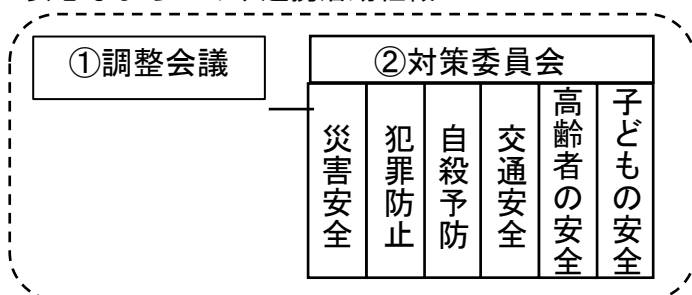 ①調整会議
②対策委員会
災害安全
犯罪防止
自殺予防
交通安全
高齢者の安全
子どもの安全